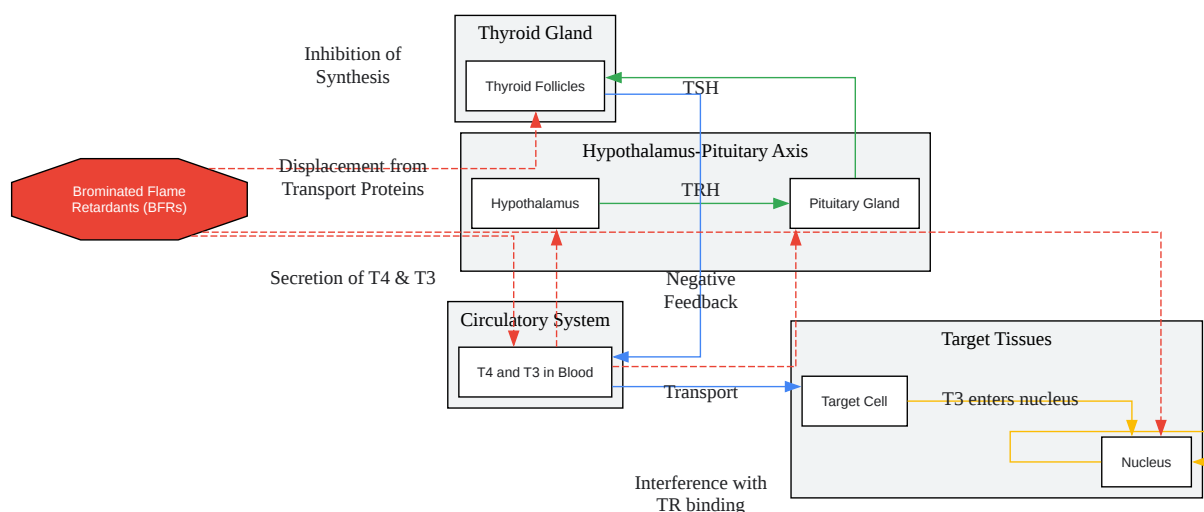 Thyroid Gland
Inhibition of
Synthesis
Thyroid Follicles
TSH
Hypothalamus-Pituitary Axis
Displacement from
Transport Proteins
Brominated Flame
Retardants (BFRs)
Hypothalamus
TRH
Pituitary Gland
Secretion of T4 & T3
Negative
Feedback
Circulatory System
Target Tissues
T4 and T3 in Blood
Transport
Target Cell
T3 enters nucleus
Nucleus
Interference with
TR binding